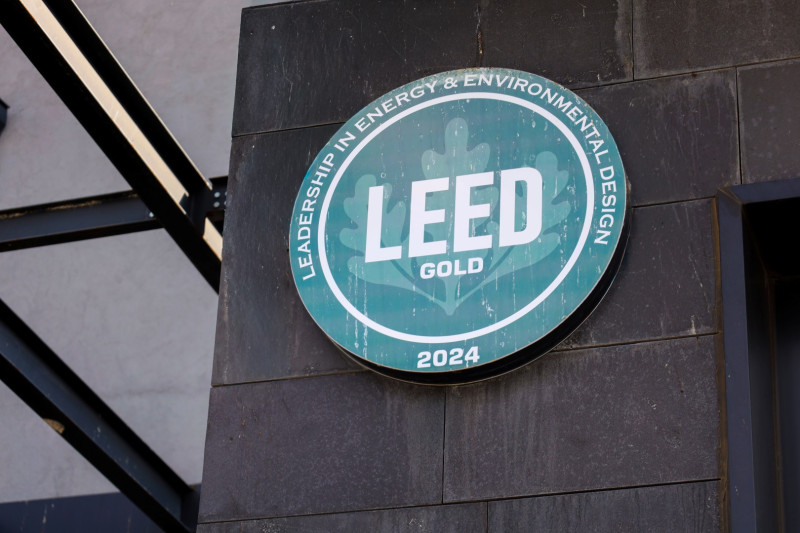 LEADERSHIP IN ENERGY & ENVIRONMENTAL DESIGN
LEED
GOLD
2024